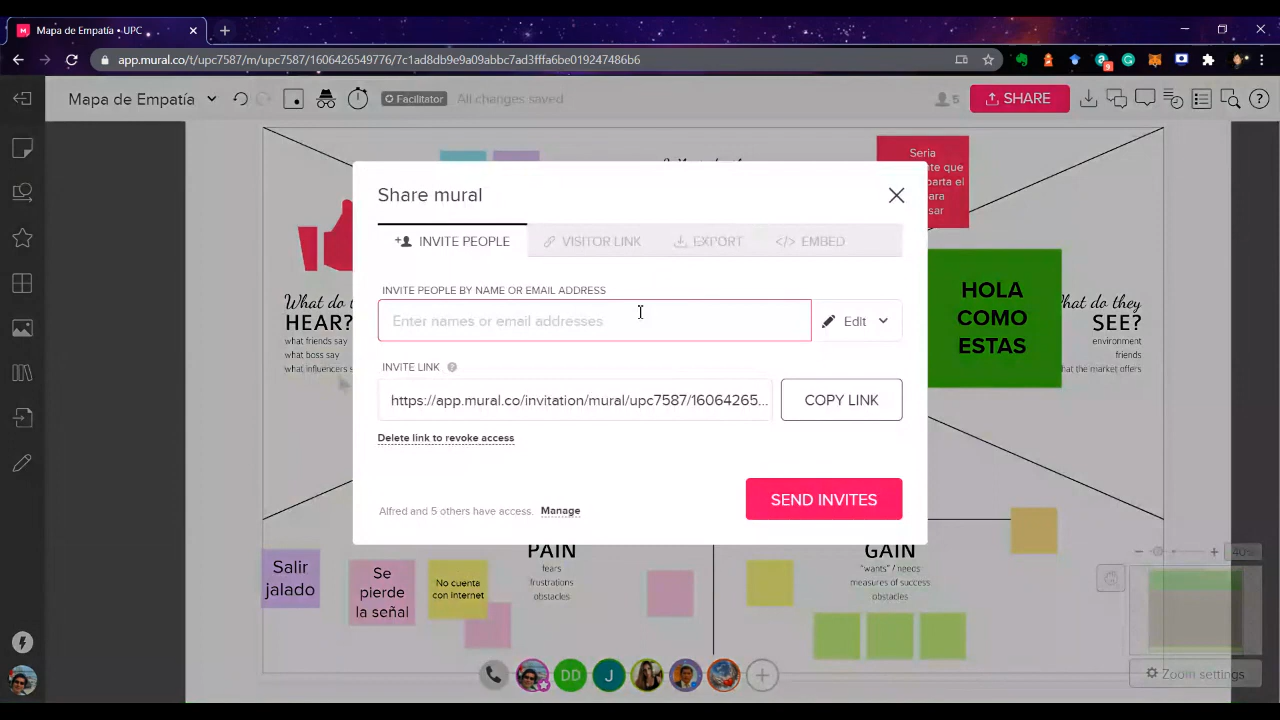 Mapa de Empatía • UPC
app.mural.co/t/upc7587/m/upc7587/1606426549776/7c1ad8db9e9a09abbc7ad3fffa6be019247486b6
9
Mapa de Empatía
Facilitator
All changes saved
5
SHARE
Seria
Share mural
INVITE PEOPLE
VISITOR LINK
EXPORT
</> EMBED
INVITE PEOPLE BY NAME OR EMAIL ADDRESS
Enter names or email addresses
Edit
INVITE LINK
https://app.mural.co/invitation/mural/upc7587/16064265...
COPY LINK
Delete link to revoke access
Alfred and 5 others have access.
Manage
SEND INVITES
What do
HEAR?
what friends say
what boss say
what influencers
HOLA
COMO
ESTAS
What do they
SEE?
environment
friends
what the market offers
PAIN
fears
frustrations
obstacles
GAIN
"wants" / needs
measures of success
obstacles
Salir
jalado
Se
pierde
la señal
No cuenta
con internet
40%
DD
J
Zoom settings